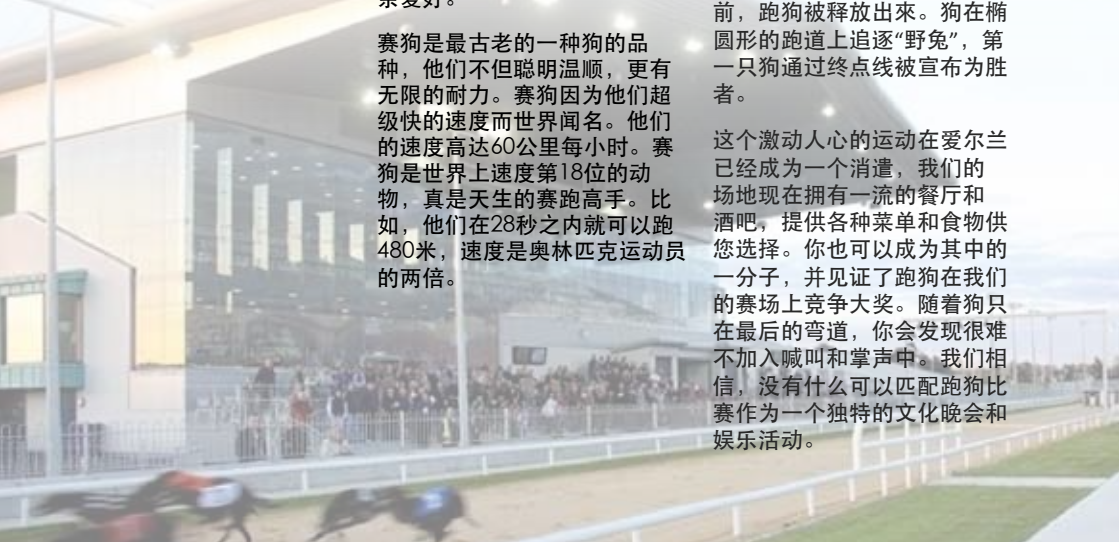 亲爱好。
赛狗是最古老的一种狗的品
种，他们不但聪明温顺，更有
无限的耐力。赛狗因为他们超
级快的速度而世界闻名。他们
的速度高达60公里每小时。赛
狗是世界上速度第18位的动
物，真是天生的赛跑高手。比
如，他们在28秒之内就可以跑
480米，速度是奥林匹克运动员
的两倍。
前，跑狗被释放出來。狗在椭
圆形的跑道上追逐“野兔”，第
一只狗通过终点线被宣布为胜
者。
这个激动人心的运动在爱尔兰
已经成为一个消遣，我们的
场地现在拥有一流的餐厅和
酒吧，提供各种菜单和食物供
您选择。你也可以成为其中的
一分子，并见证了跑狗在我们
的赛场上竞争大奖。随着狗只
在最后的弯道，你会发现很难
不加入喊叫和掌声中。我们相
信，没有什么可以匹配跑狗比
赛作为一个独特的文化晚会和
娱乐活动。